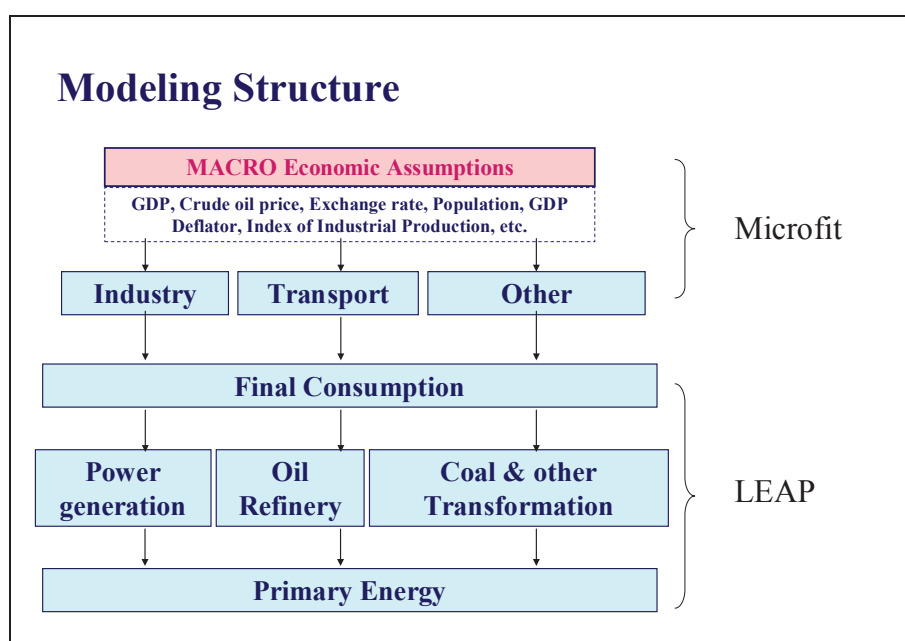 Modeling Structure
MACRO Economic Assumptions
GDP, Crude oil price, Exchange rate, Population, GDP
Deflator, Index of Industrial Production, etc.
Microfit
Industry
Transport
Other
Final Consumption
Power
generation
Oil
Refinery
Coal & other
Transformation
LEAP
Primary Energy